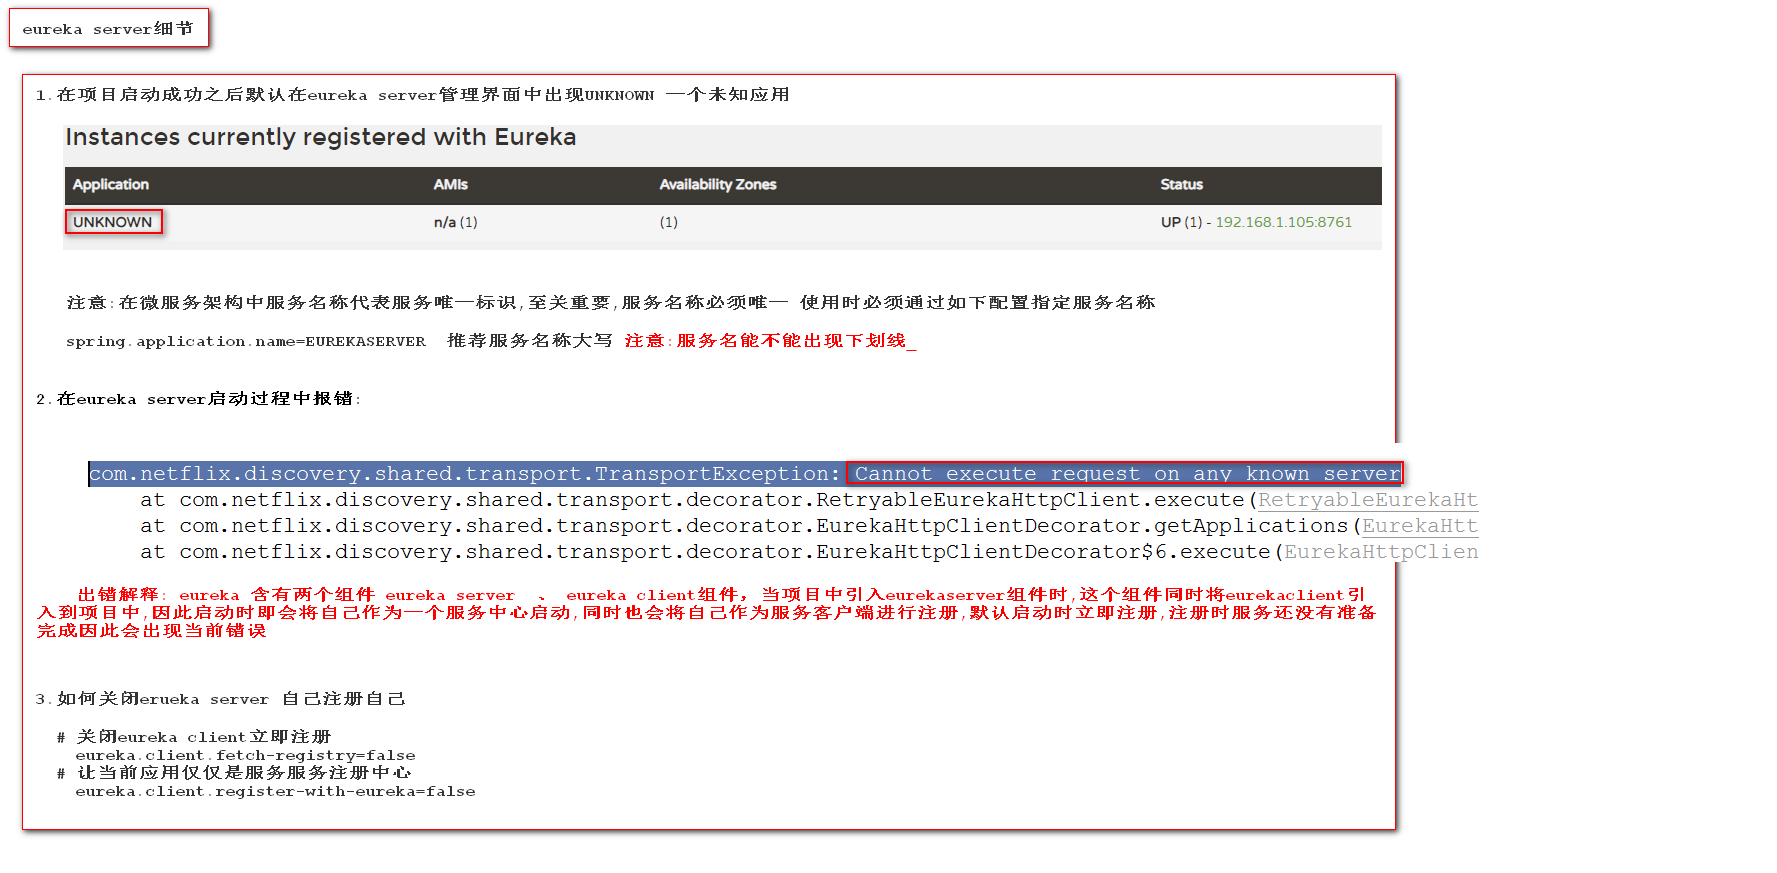 eureka server细节
1.在项目启动成功之后默认在eureka server管理界面中出现UNKNOWN 一个未知应用
Instances currently registered with Eureka
Application AMIs Availability Zones Status
UNKNOWN n/a (1) (1) UP (1) - 192.168.1.105:8761
注意:在微服务架构中服务名称代表服务唯一标识,至关重要,服务名称必须唯一 使用时必须通过如下配置指定服务名称
spring.application.name=EUREKASERVER 推荐服务名称大写 注意:服务名能不能出现下划线_
2.在eureka server启动过程中报错:
com.netflix.discovery.shared.transport.TransportException: Cannot execute request on any known server
at com.netflix.discovery.shared.transport.decorator.RetryableEurekaHttpClient.execute(RetryableEurekaHt
at com.netflix.discovery.shared.transport.decorator.EurekaHttpClientDecorator.getApplications(EurekaHtt
at com.netflix.discovery.shared.transport.decorator.EurekaHttpClientDecorator$6.execute(EurekaHttpClien
出错解释: eureka 含有两个组件 eureka server 、 eureka client组件, 当项目中引入eurekaserver组件时,这个组件同时将eurekaclient引
入到项目中,因此启动时即会将自己作为一个服务中心启动,同时也会将自己作为服务客户端进行注册,默认启动时立即注册,注册时服务还没有准备
完成因此会出现当前错误
3.如何关闭erueka server 自己注册自己
# 关闭eureka client立即注册
eureka.client.fetch-registry=false
# 让当前应用仅仅是服务服务注册中心
eureka.client.register-with-eureka=false